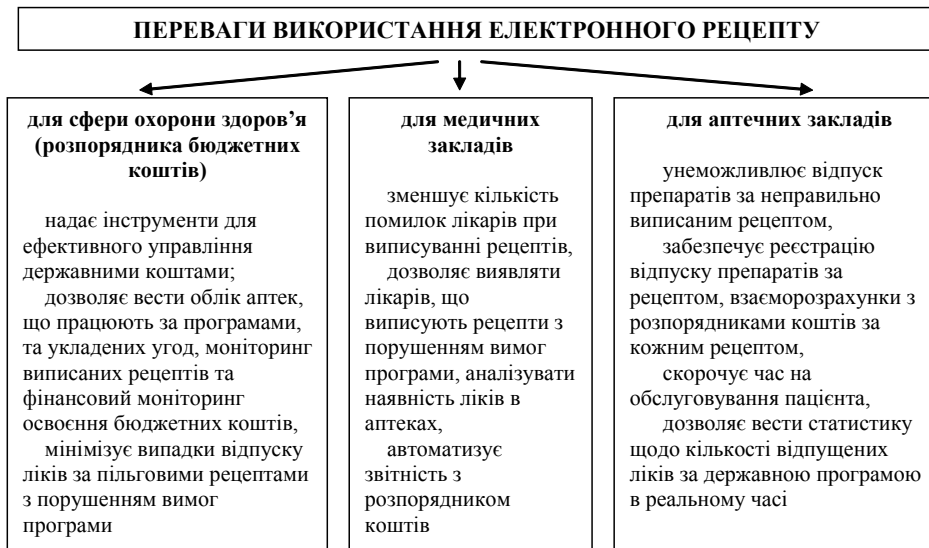 ПЕРЕВАГИ ВИКОРИСТАННЯ ЕЛЕКТРОННОГО РЕЦЕПТУ
для сфери охорони здоров’я
(розпорядника бюджетних
коштів)
надає інструменти для
ефективного управління
державними коштами;
дозволяє вести облік аптек,
що працюють за програмами,
та укладених угод, моніторинг
виписаних рецептів та
фінансовий моніторинг
освоєння бюджетних коштів,
мінімізує випадки відпуску
ліків за пільговими рецептами
з порушенням вимог
програми
для медичних
закладів
зменшує кількість
помилок лікарів при
виписуванні рецептів,
дозволяє виявляти
лікарів, що
виписують рецепти з
порушенням вимог
програми, аналізувати
наявність ліків в
аптеках,
автоматизує
звітність з
розпорядником
коштів
для аптечних закладів
унеможливлює відпуск
препаратів за неправильно
виписаним рецептом,
забезпечує реєстрацію
відпуску препаратів за
рецептом, взаєморозрахунки з
розпорядниками коштів за
кожним рецептом,
скорочує час на
обслуговування пацієнта,
дозволяє вести статистику
щодо кількості відпущених
ліків за державною програмою
в реальному часі